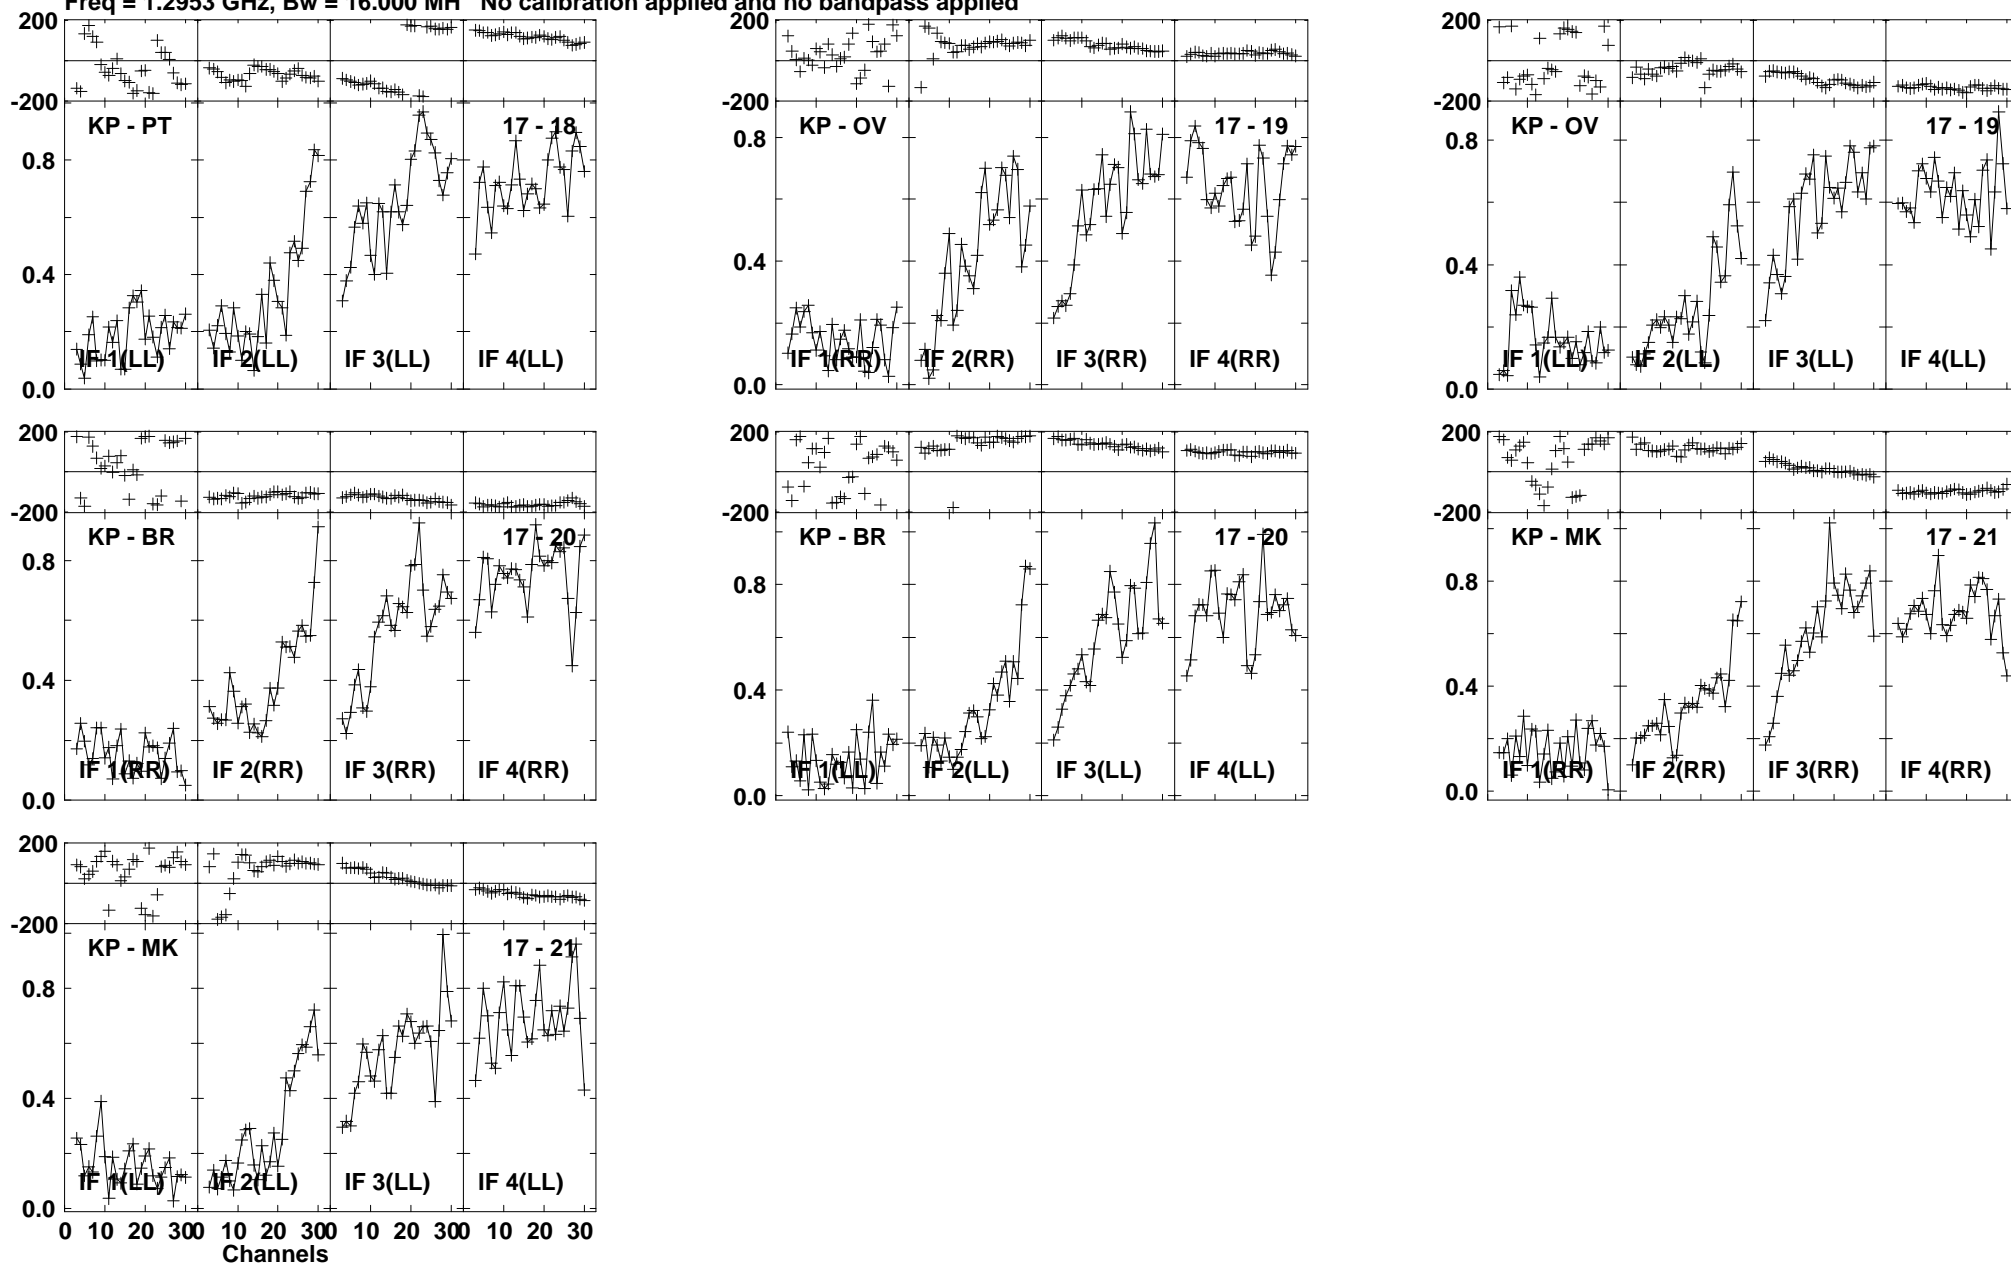 Freq = 1.2953 GHz, Bw = 16.000 MH No calibration applied and no bandpass applied
200
-200
KP - PT
17 - 18
0.8
0.4
0.0
IF 1(LL)
IF 2(LL)
IF 3(LL)
IF 4(LL)
200
-200
KP - OV
17 - 19
0.8
0.4
0.0
IF 1(RR)
IF 2(RR)
IF 3(RR)
IF 4(RR)
200
-200
KP - OV
17 - 19
0.8
0.4
0.0
IF 1(LL)
IF 2(LL)
IF 3(LL)
IF 4(LL)
200
-200
KP - BR
17 - 20
0.8
0.4
0.0
IF 1(RR)
IF 2(RR)
IF 3(RR)
IF 4(RR)
200
-200
KP - BR
17 - 20
0.8
0.4
0.0
IF 1(LL)
IF 2(LL)
IF 3(LL)
IF 4(LL)
200
-200
KP - MK
17 - 21
0.8
0.4
0.0
IF 1(RR)
IF 2(RR)
IF 3(RR)
IF 4(RR)
200
-200
KP - MK
17 - 21
0.8
0.4
0.0
IF 1(LL)
IF 2(LL)
IF 3(LL)
IF 4(LL)
0 10 20 30 0 10 20 30 0 10 20 30 0 10 20 30
Channels